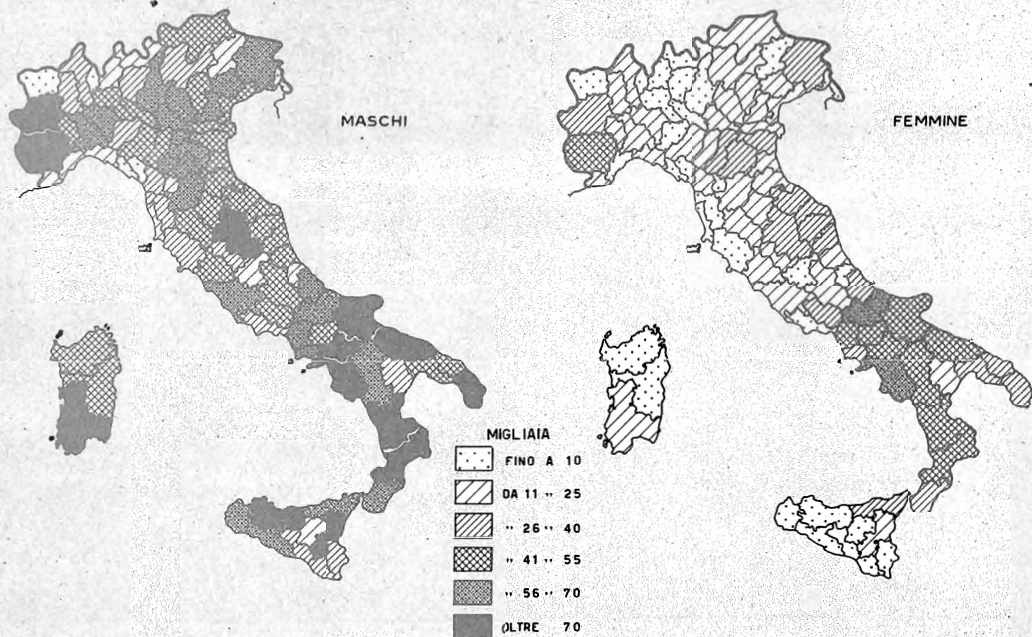 MASCHI
FEMMINE
MIGLIAIA
FINO A 10
DA 11 " 25
" 26 " 40
" 41 " 55
" 56 " 70
OLTRE 70